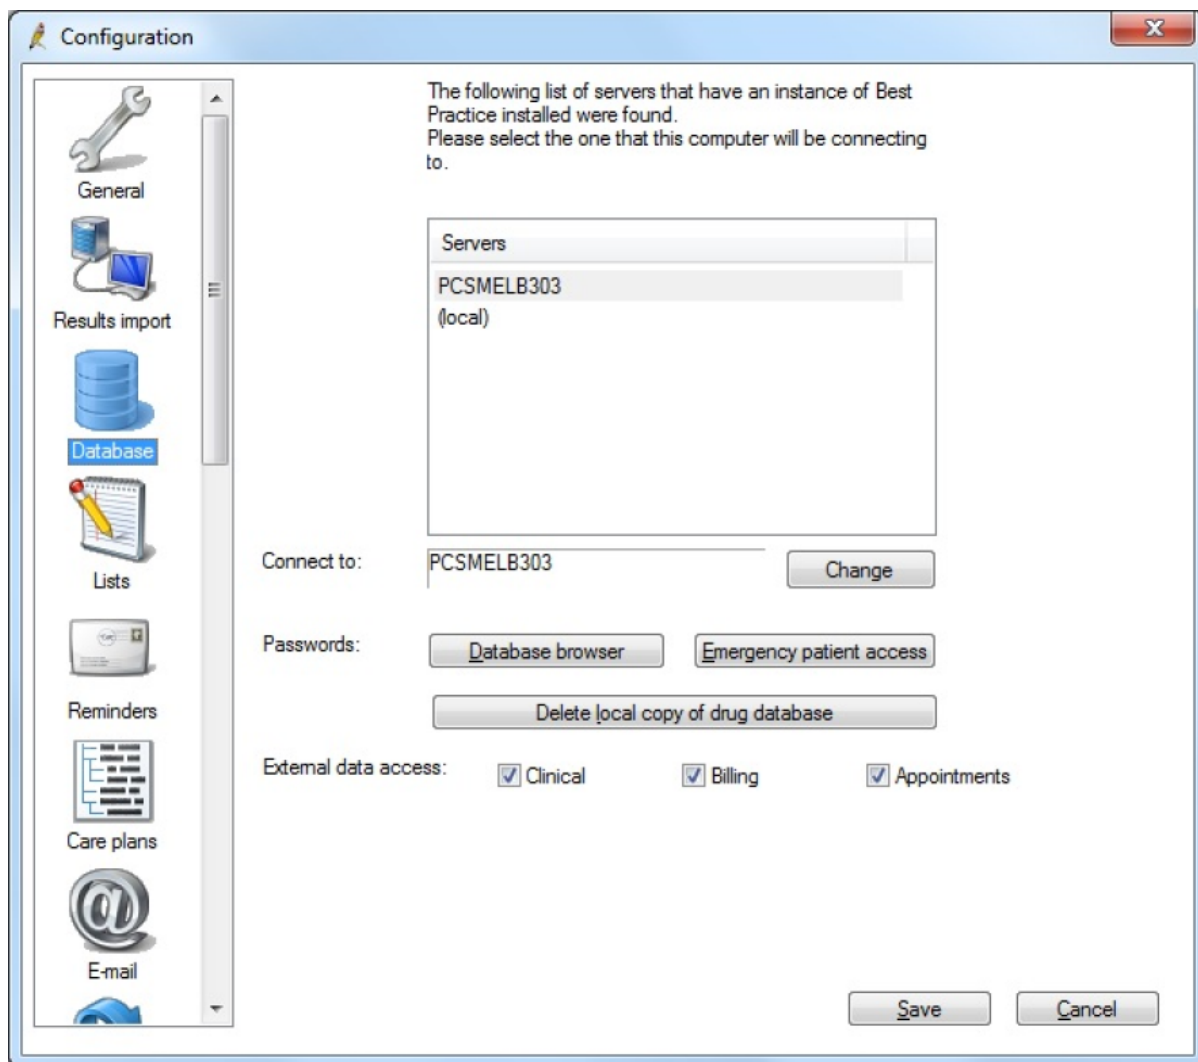 Configuration
General
Results import
Database
Lists
Reminders
Care plans
E-mail
The following list of servers that have an instance of Best
Practice installed were found.
Please select the one that this computer will be connecting
to.
Servers
PCSMELB303
(local)
Connect to:
PCSMELB303
Change
Passwords:
Database browser
Emergency patient access
Delete local copy of drug database
External data access:
Clinical
Billing
Appointments
Save
Cancel